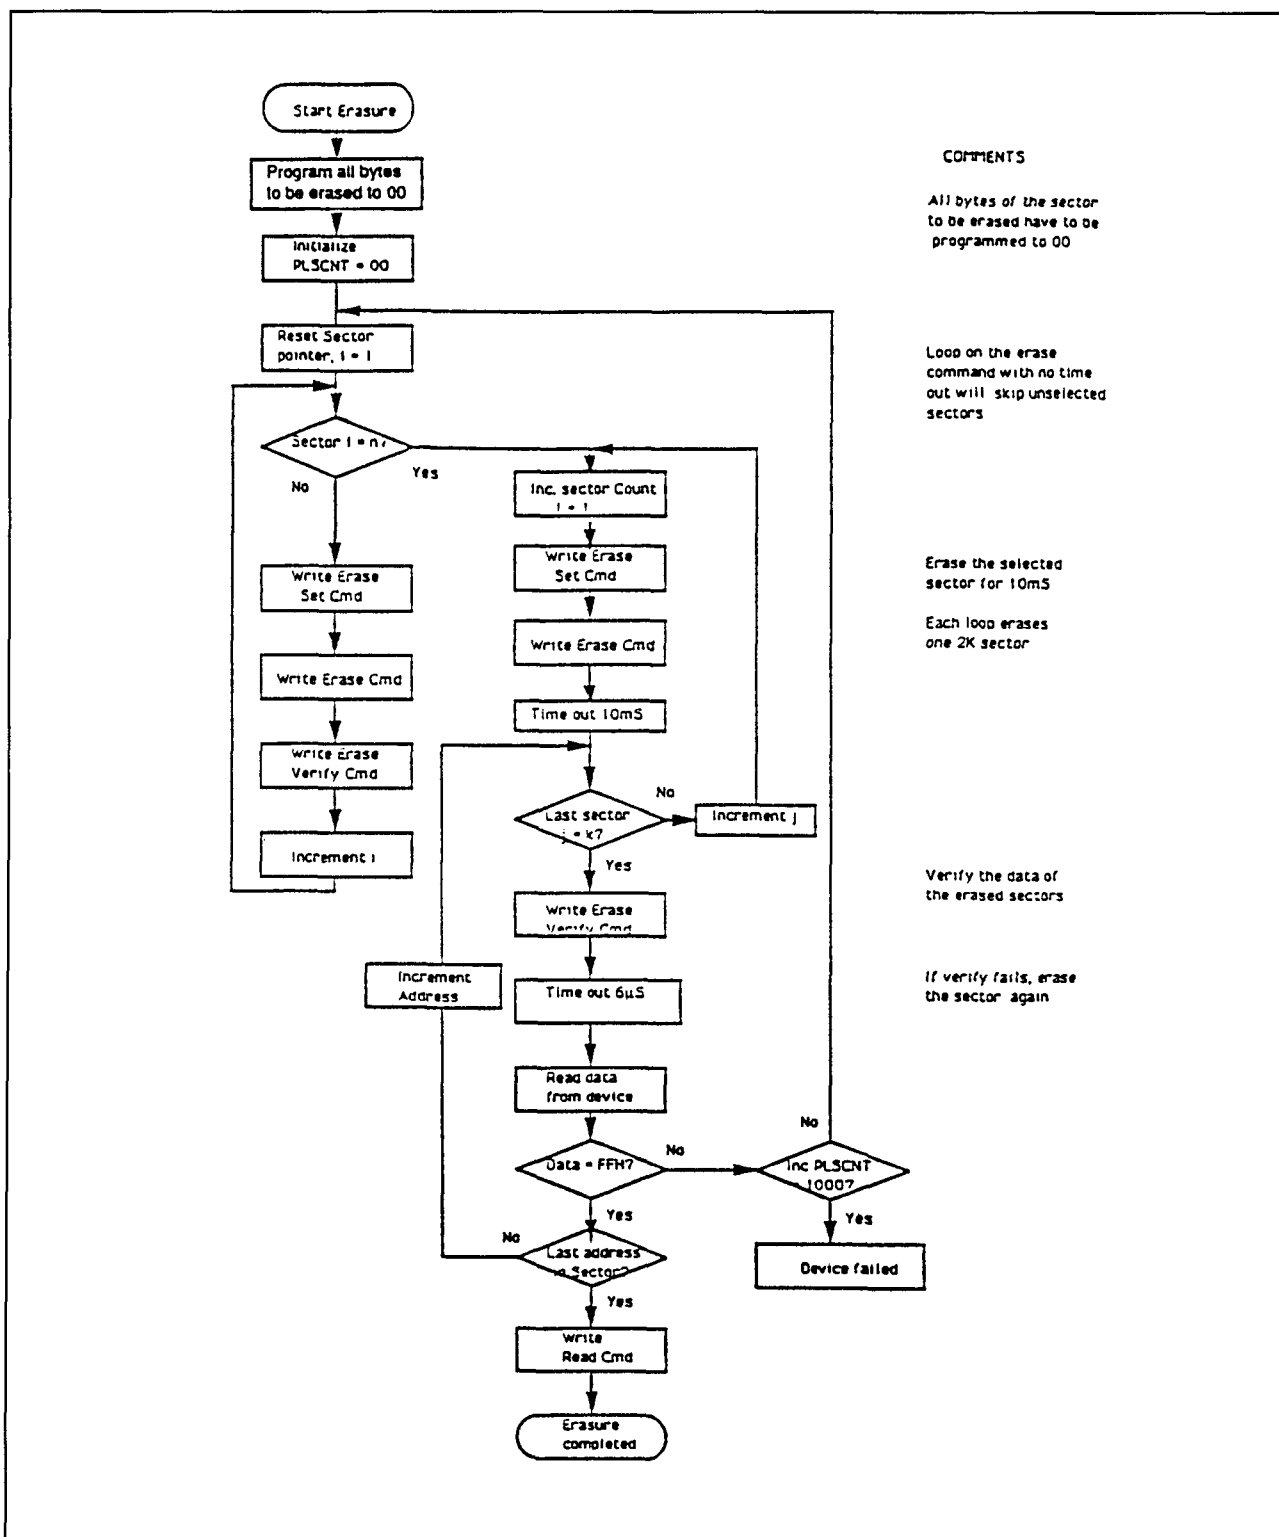 Start Erasure
Program all bytes
to be erased to 00
Initialize
PLSCNT = 00
Reset Sector
pointer, i = 1
Sector i = n?
Yes
No
Write Erase
Set Cmd
Write Erase Cmd
Write Erase
Verify Cmd
Increment i
Inc. sector Count
Write Erase
Set Cmd
Write Erase Cmd
Time out 10mS
Last sector
j = k?
No
Increment j
Yes
Write Erase
Verify Cmd
Time out 6µS
Increment
Address
Read data
from device
Data = FFH?
No
Yes
Inc PLSCNT
1000?
No
Yes
Device failed
Last address
in Sector?
No
Yes
Write
Read Cmd
Erasure
completed
COMMENTS
All bytes of the sector
to be erased have to be
programmed to 00
Loop on the erase
command with no time
out will skip unselected
sectors
Erase the selected
sector for 10mS
Each loop erases
one 2K sector
Verify the data of
the erased sectors
If verify fails, erase
the sector again